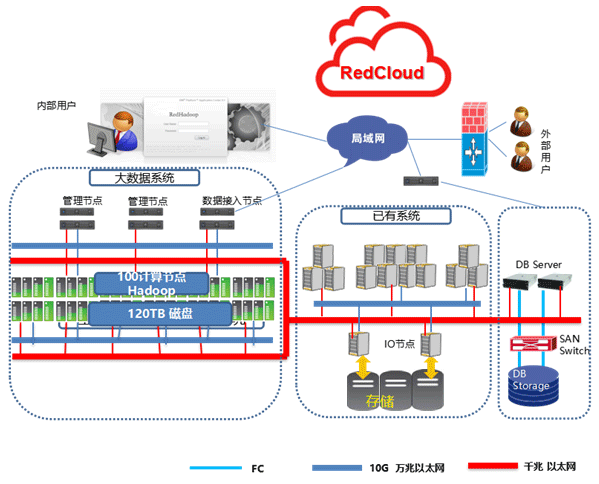 RedCloud
内部用户
RedHadoop
局域网
外部用户
大数据系统
管理节点
管理节点
数据接入节点
已有系统
DB Server
100计算节点
Hadoop
120TB 磁盘
IO节点
SAN
Switch
存储
DB
Storage
FC
10G 万兆以太网
千兆 以太网